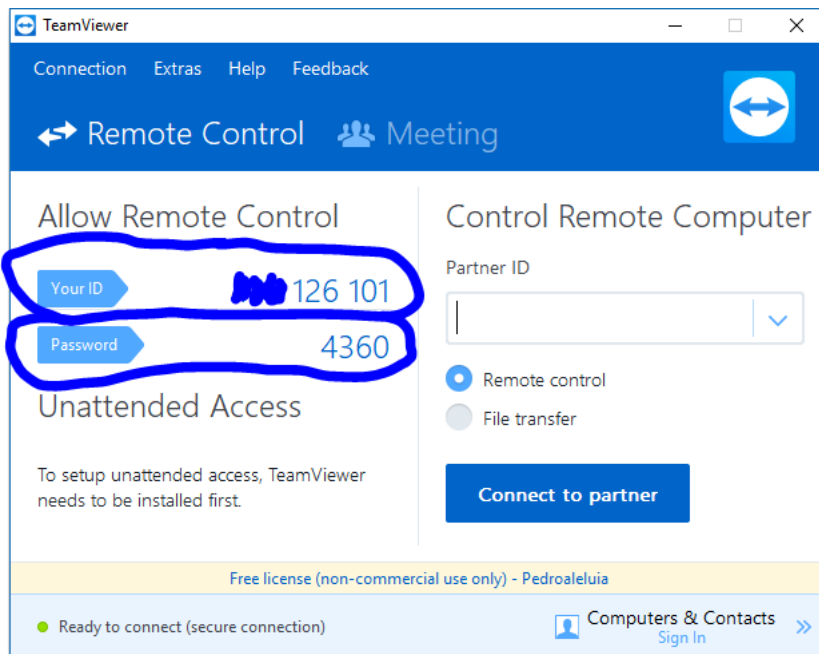 TeamViewer
Connection Extras Help Feedback
Remote Control Meeting
Allow Remote Control
Your ID 126 101
Password 4360
Unattended Access
To setup unattended access, TeamViewer
needs to be installed first.
Control Remote Computer
Partner ID
Remote control
File transfer
Connect to partner
Free license (non-commercial use only) - Pedroaleluia
Ready to connect (secure connection)
Computers & Contacts
Sign In